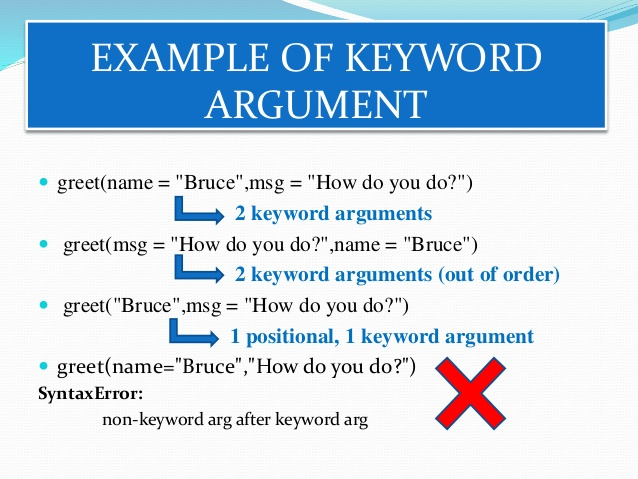 EXAMPLE OF KEYWORD
ARGUMENT
greet(name = "Bruce",msg = "How do you do?")
2 keyword arguments
greet(msg = "How do you do?",name = "Bruce")
2 keyword arguments (out of order)
greet("Bruce",msg = "How do you do?")
1 positional, 1 keyword argument
greet(name="Bruce","How do you do?")
SyntaxError:
non-keyword arg after keyword arg